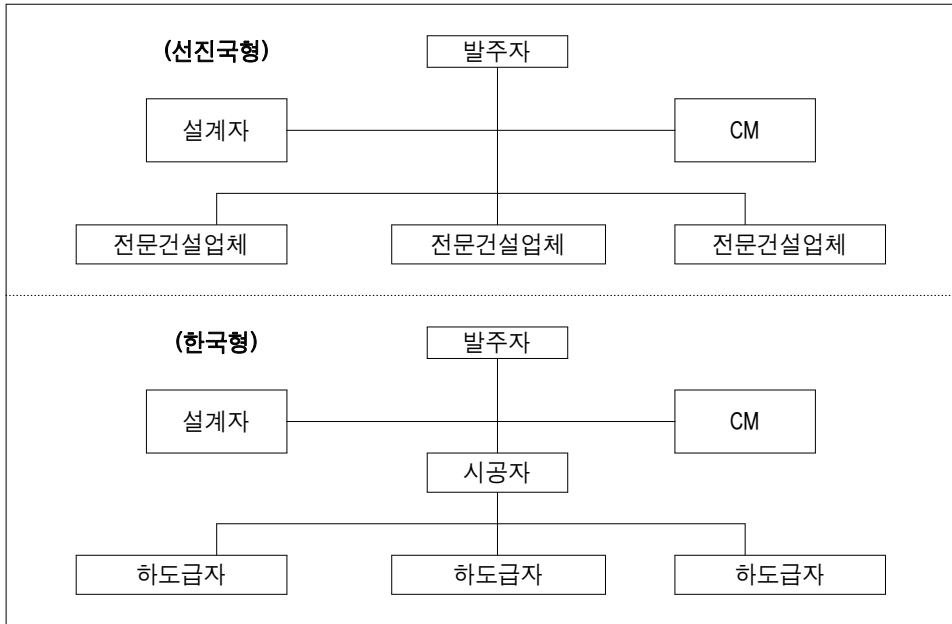 (선진국형)
발주자
설계자
CM
전문건설업체
전문건설업체
전문건설업체
(한국형)
발주자
설계자
CM
시공자
하도급자
하도급자
하도급자